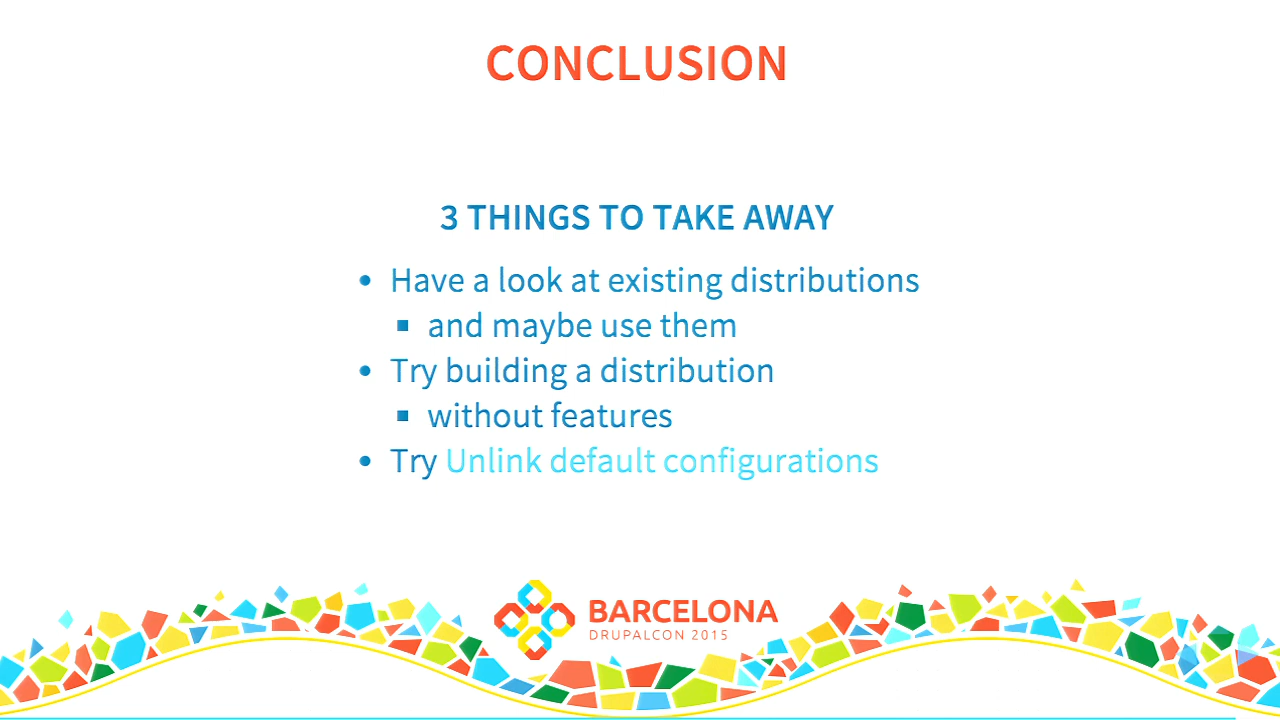 CONCLUSION
3 THINGS TO TAKE AWAY
• Have a look at existing distributions
▪ and maybe use them
• Try building a distribution
▪ without features
• Try Unlink default configurations
BARCELONA
DRUPALCON 2015